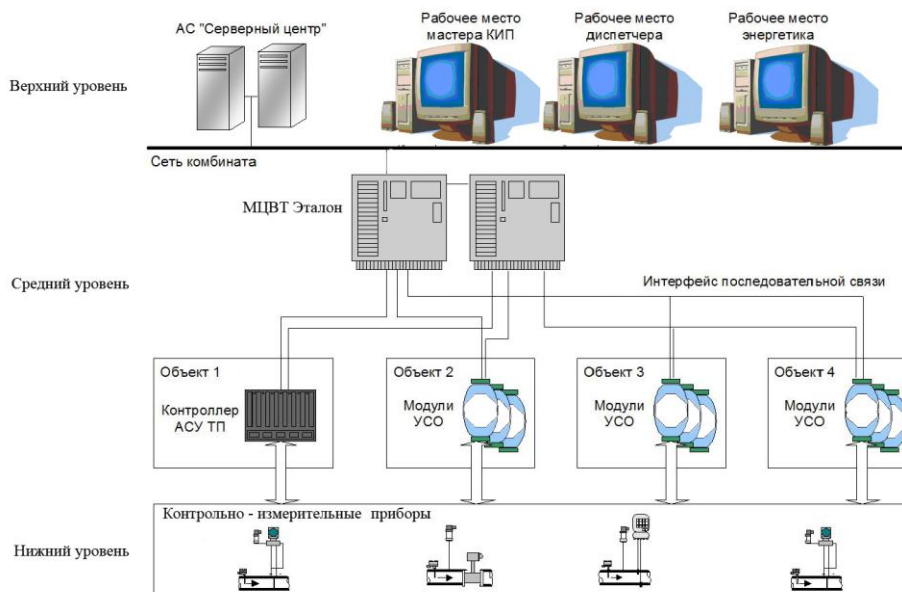 АС "Серверный центр"
Рабочее место
мастера КИП
Рабочее место
диспетчера
Рабочее место
энергетика
Верхний уровень
Сеть комбината
МЦВТ Эталон
Средний уровень
Интерфейс последовательной связи
Объект 1
Контроллер
АСУ ТП
Объект 2
Модули
УСО
Объект 3
Модули
УСО
Объект 4
Модули
УСО
Контрольно - измерительные приборы
Нижний уровень